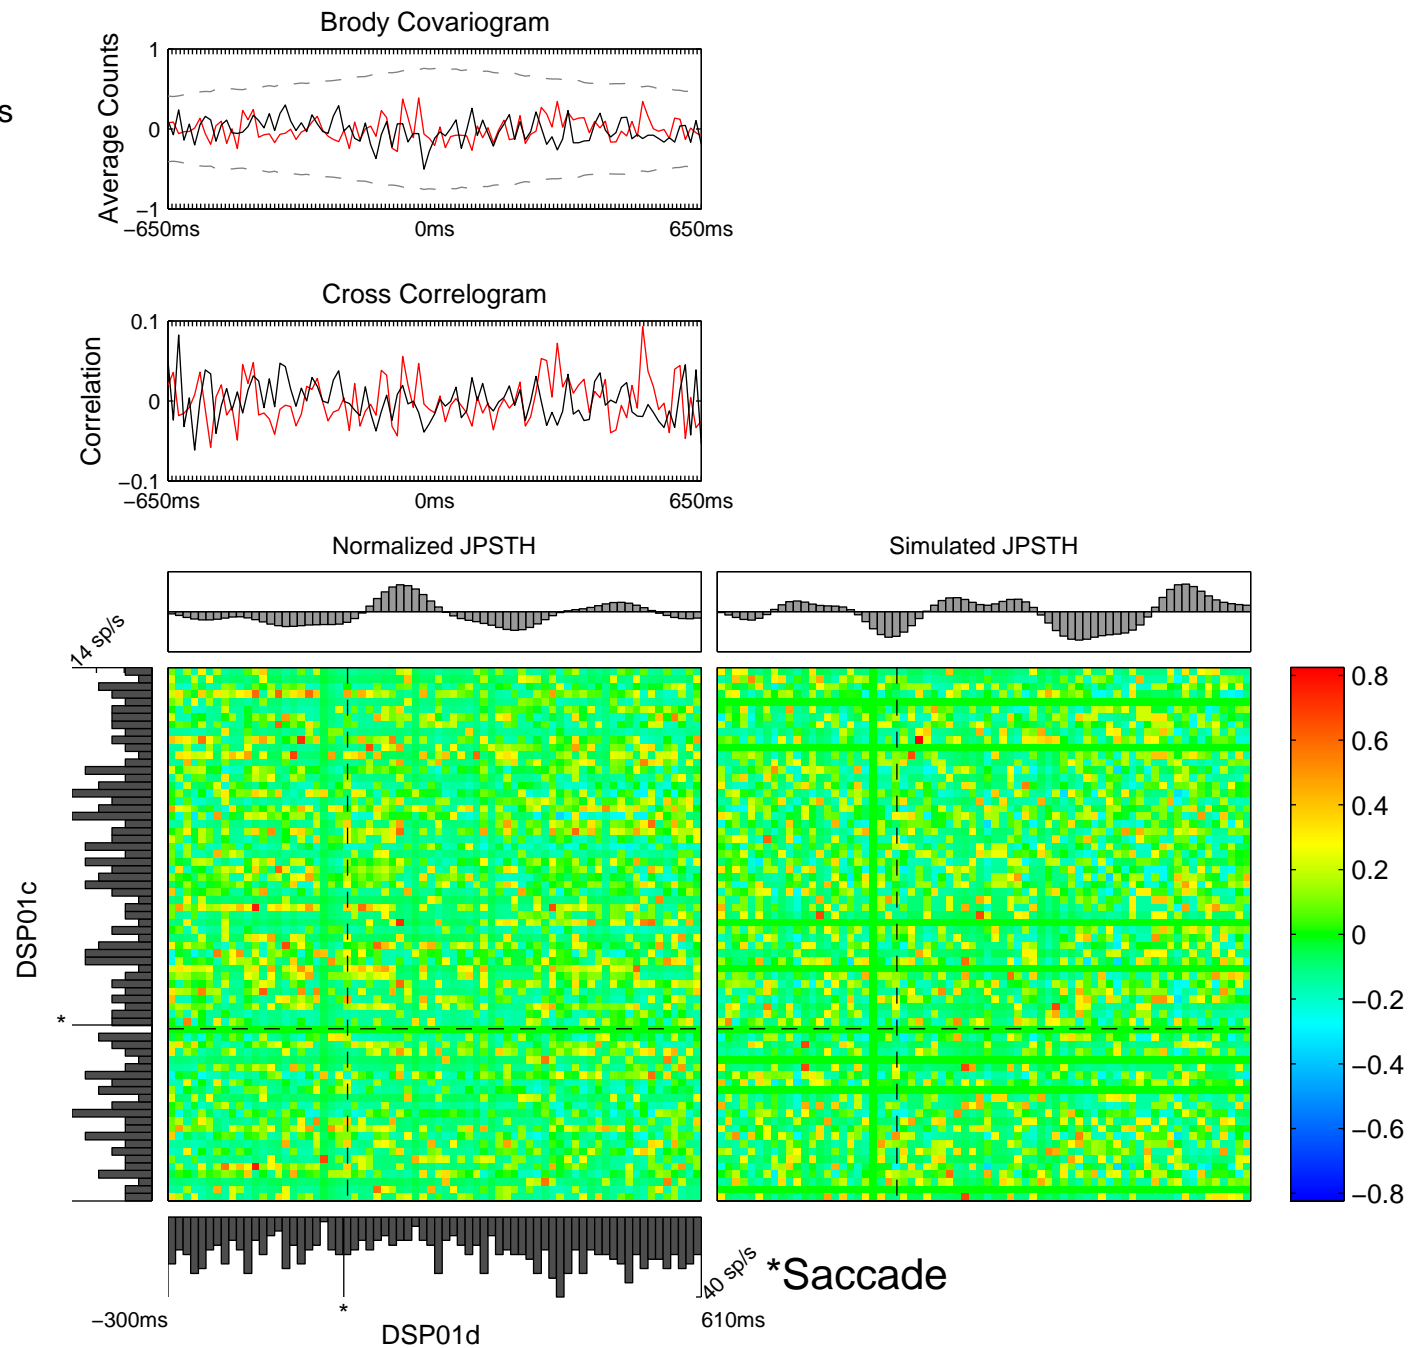 Brody Covariogram
Average Counts
1
0
−1
−650ms
0ms
650ms
s
Cross Correlogram
Correlation
0.1
0
−0.1
−650ms
0ms
650ms
Normalized JPSTH
Simulated JPSTH
14 sp/s
DSP01c
*
0.8
0.6
0.4
0.2
0
−0.2
−0.4
−0.6
−0.8
40 sp/s
*Saccade
*
−300ms
610ms
DSP01d